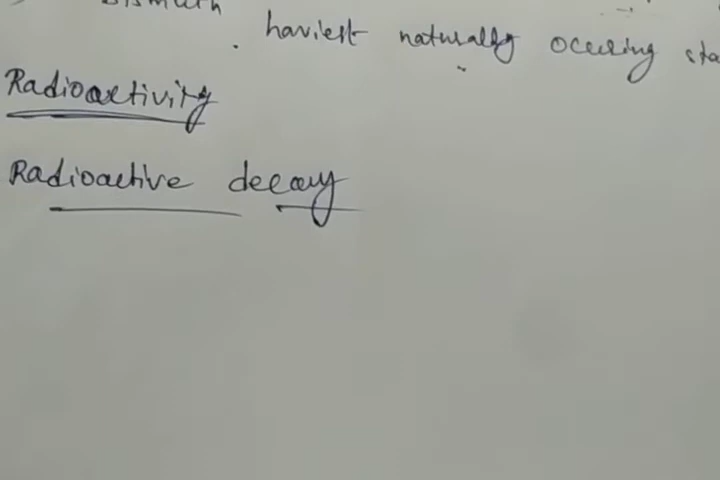 haviest naturally occuring
Radioactivity
Radioactive decay